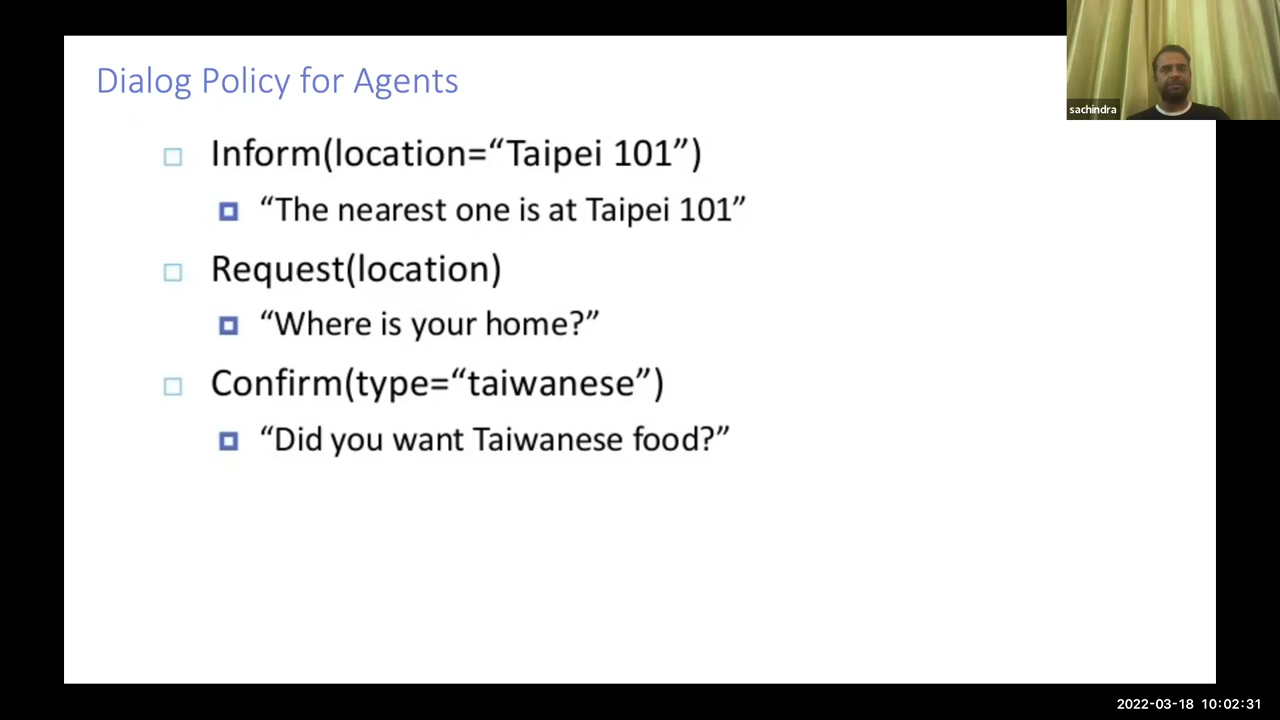 Dialog Policy for Agents
sachindra
Inform(location=“Taipei 101”)
“The nearest one is at Taipei 101”
Request(location)
“Where is your home?”
Confirm(type=“taiwanese”)
“Did you want Taiwanese food?”
2022-03-18 10:02:31